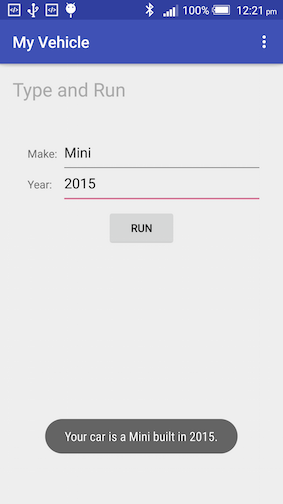 100% 12:21 pm
My Vehicle
Type and Run
Make: Mini
Year: 2015
RUN
Your car is a Mini built in 2015.